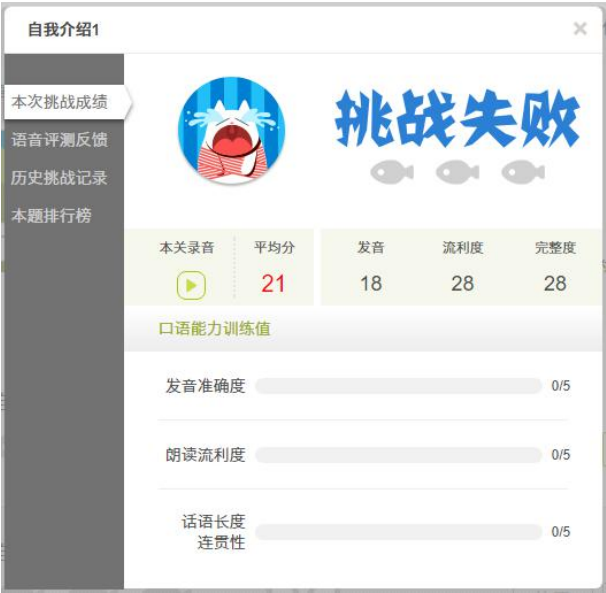 自我介绍1
本次挑战成绩
语音评测反馈
历史挑战记录
本题排行榜
挑战失败
本关录音 平均分 发音 流利度 完整度
21 18 28 28
口语能力训练值
发音准确度 0/5
朗读流利度 0/5
话语长度
连贯性 0/5